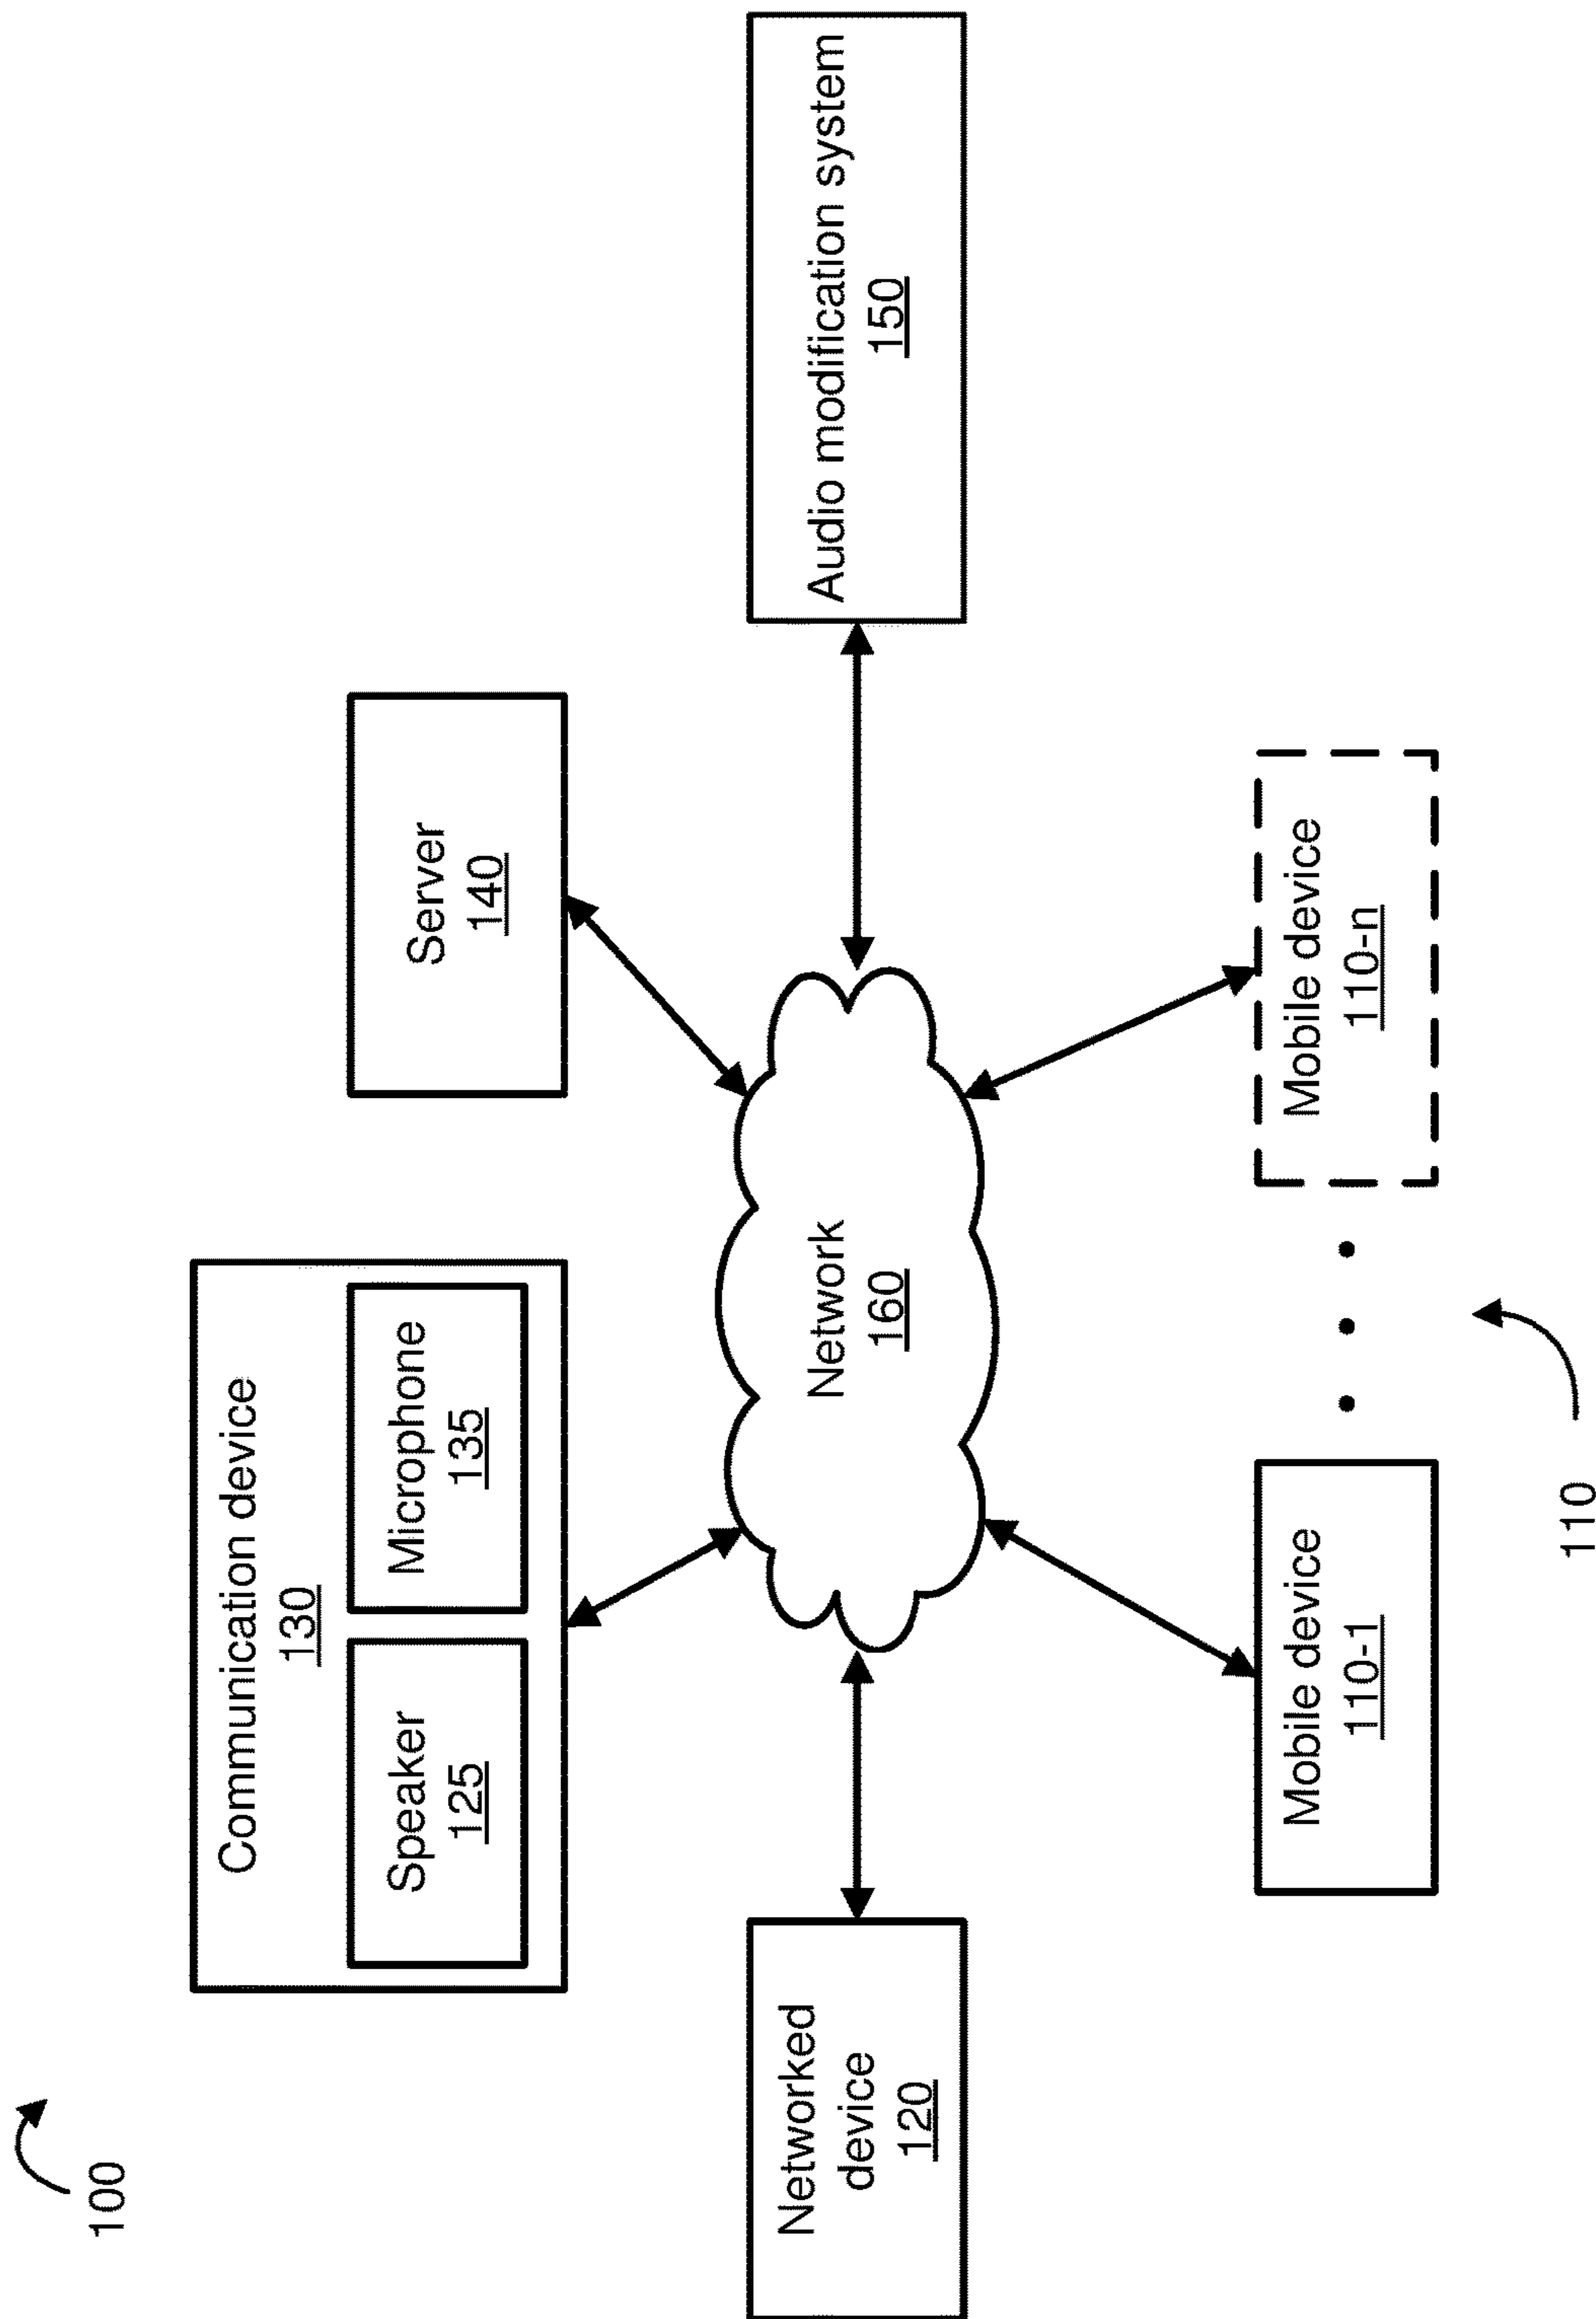 100
Communication device
130
Speaker
125
Microphone
135
Server
140
Networked
device
120
Network
160
Audio modification system
150
Mobile device
110-1
Mobile device
110-n
110